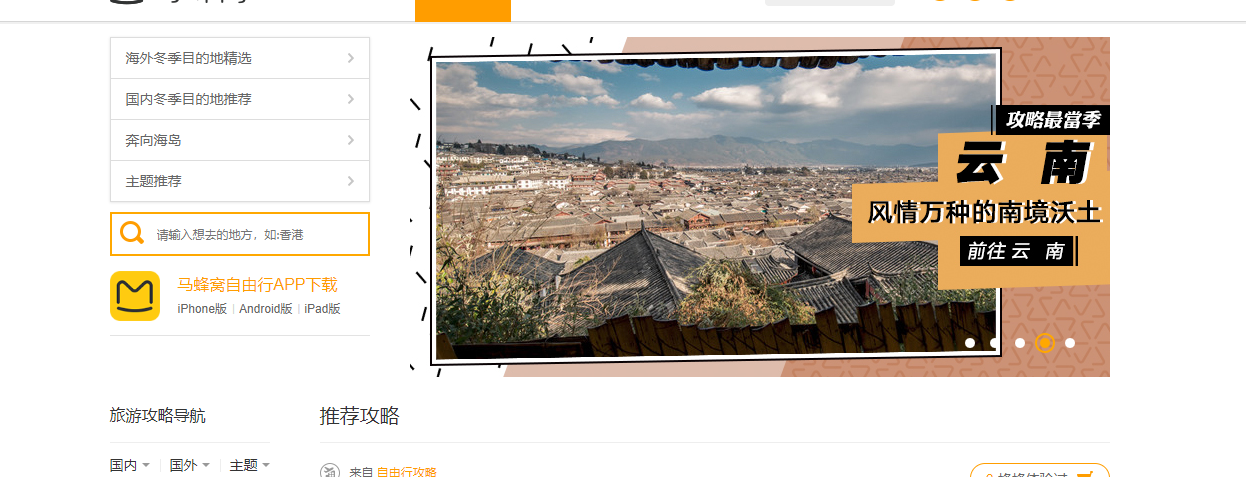 海外冬季目的地精选
国内冬季目的地推荐
奔向海岛
主题推荐
请输入想去的地方，如:香港
马蜂窝自由行APP下载
iPhone版 Android版 iPad版
攻略最當季
云 南
风情万种的南境沃土
前往 云 南
旅游攻略导航
国内 国外 主题
推荐攻略
来自 自由行攻略